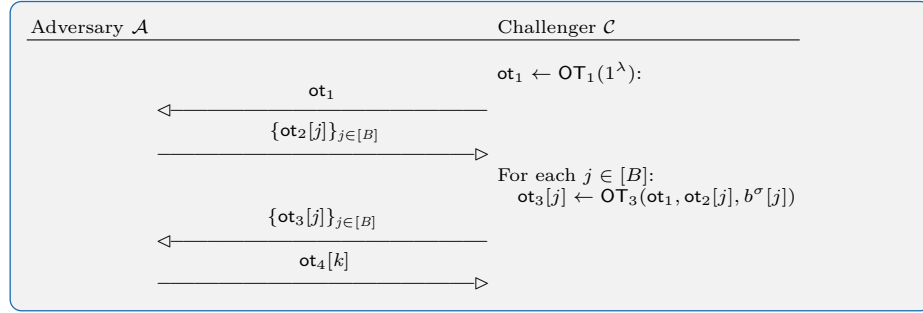 Adversary 𝒜 Challenger 𝒞
ot₁ ← OT₁(1^λ):
ot₁
{ot₂[j]}_{j∈[B]}
For each j ∈ [B]:
ot₃[j] ← OT₃(ot₁, ot₂[j], b^σ[j])
{ot₃[j]}_{j∈[B]}
ot₄[k]